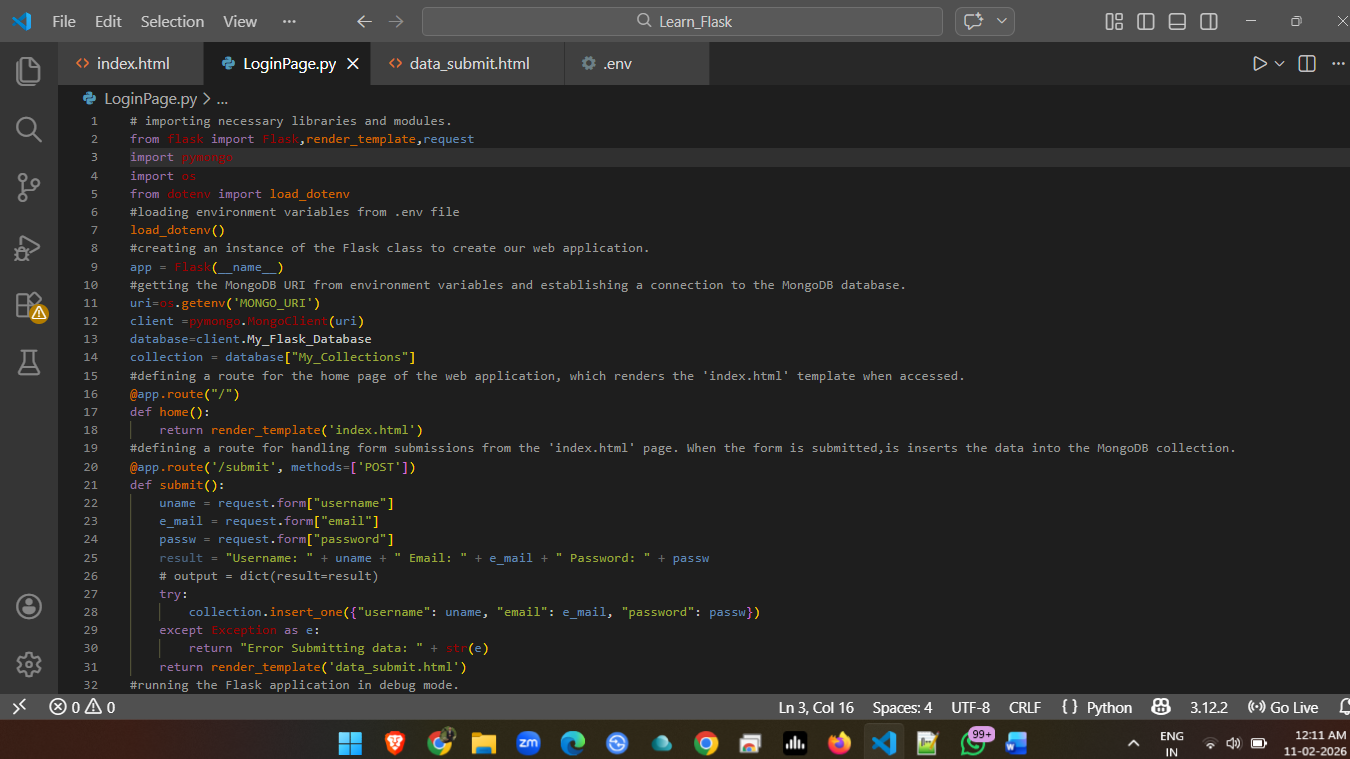 File Edit Selection View ··· Learn_Flask
index.html LoginPage.py data_submit.html .env
LoginPage.py > ...
1 # importing necessary libraries and modules.
2 from flask import Flask,render_template,request
3 import pymongo
4 import os
5 from dotenv import load_dotenv
6 #loading environment variables from .env file
7 load_dotenv()
8 #creating an instance of the Flask class to create our web application.
9 app = Flask(__name__)
10 #getting the MongoDB URI from environment variables and establishing a connection to the MongoDB database.
11 uri=os.getenv('MONGO_URI')
12 client =pymongo.MongoClient(uri)
13 database=client.My_Flask_Database
14 collection = database["My_Collections"]
15 #defining a route for the home page of the web application, which renders the 'index.html' template when accessed.
16 @app.route("/")
17 def home():
18     return render_template('index.html')
19 #defining a route for handling form submissions from the 'index.html' page. When the form is submitted,is inserts the data into the MongoDB collection.
20 @app.route('/submit', methods=['POST'])
21 def submit():
22     uname = request.form["username"]
23     e_mail = request.form["email"]
24     passw = request.form["password"]
25     result = "Username: " + uname + " Email: " + e_mail + " Password: " + passw
26     # output = dict(result=result)
27     try:
28         collection.insert_one({"username": uname, "email": e_mail, "password": passw})
29     except Exception as e:
30         return "Error Submitting data: " + str(e)
31     return render_template('data_submit.html')
32 #running the Flask application in debug mode.
0 0 Ln 3, Col 16 Spaces: 4 UTF-8 CRLF {} Python 3.12.2 Go Live
zm 99+ W ENG 12:11 AM
IN 11-02-2026